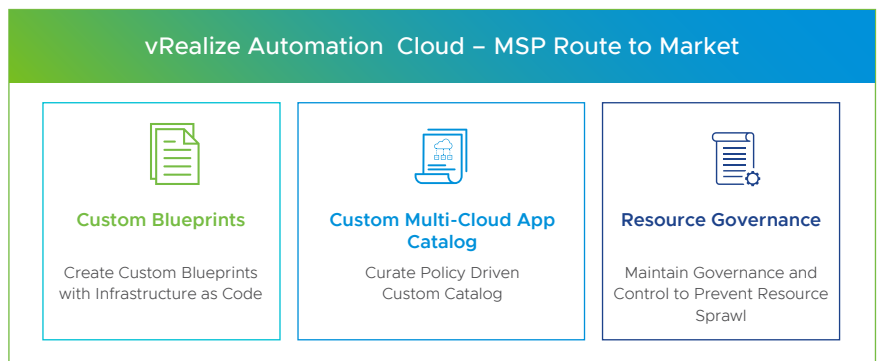 vRealize Automation Cloud – MSP Route to Market
Custom Blueprints
Create Custom Blueprints
with Infrastructure as Code
Custom Multi-Cloud App
Catalog
Curate Policy Driven
Custom Catalog
Resource Governance
Maintain Governance and
Control to Prevent Resource
Sprawl